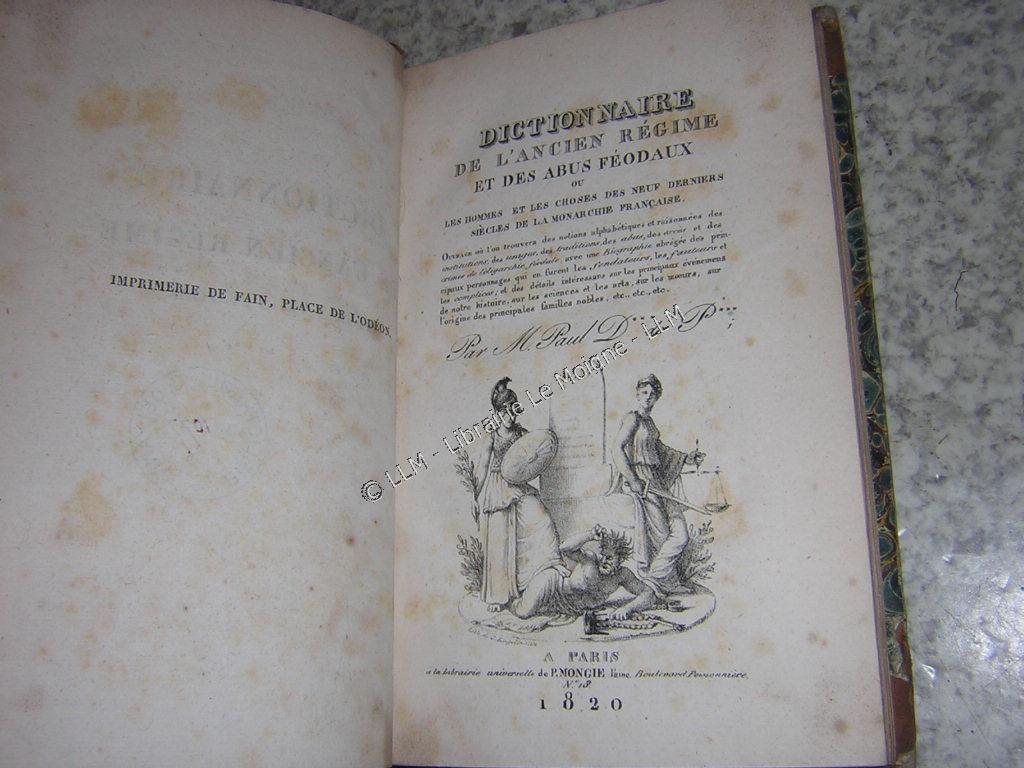 IMPRIMERIE DE FAIN, PLACE DE L'ODÉON.
DICTIONNAIRE
DE L'ANCIEN RÉGIME
ET DES ABUS FÉODAUX
OU
LES HOMMES ET LES CHOSES DES NEUF DERNIERS
SIÈCLES DE LA MONARCHIE FRANÇAISE.
OUVRAGE où l'on trouvera des notions alphabétiques et raisonnées des
institutions, des usages, des traditions, des abus, des droits et des
crimes de l'oligarchie féodale, avec une Biographie abrégée des prin-
cipaux personnages qui en furent les fondateurs, les fauteurs et
les complices; et des détails intéressans sur les principaux événemens
de notre histoire, sur les sciences et les arts, sur les mœurs, sur
l'origine des principales familles nobles, etc., etc., etc.
Par M. Paul D*** de P***;
© LLM - Librairie Le Moigne - LLM
A PARIS
a la librairie universelle de P. MONGIE l'aîné, Boulevard Poissonnière,
N.º 18.
1820